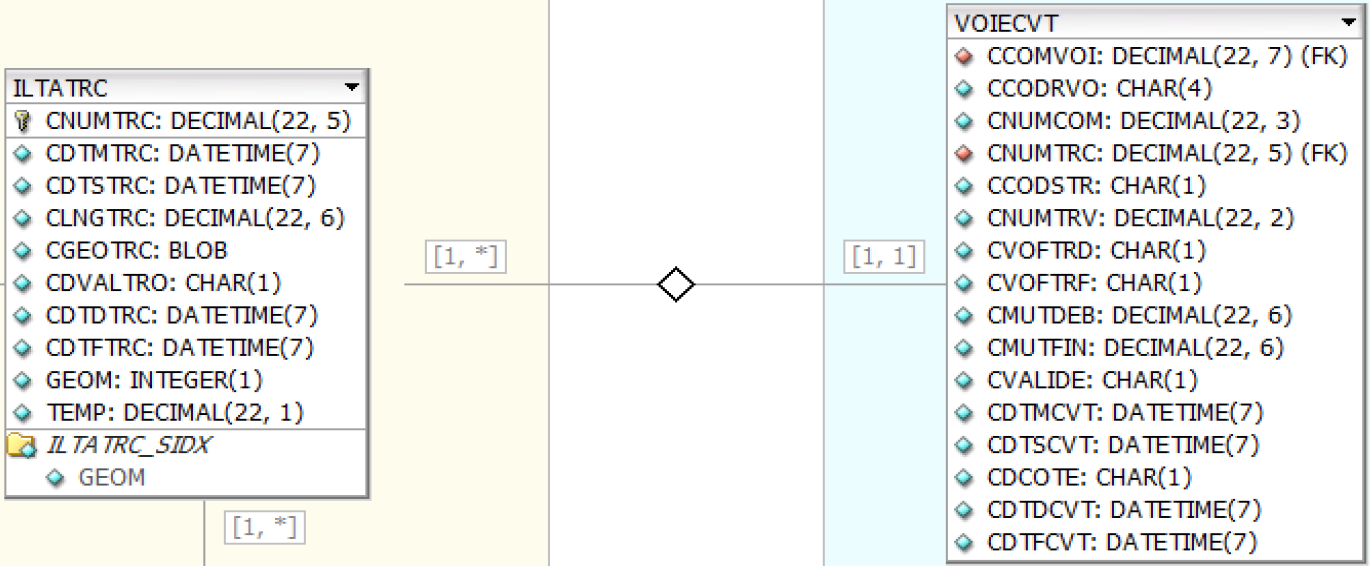 ILTATRC
CNUMTRC: DECIMAL(22, 5)
CDTMTRC: DATETIME(7)
CDTSTRC: DATETIME(7)
CLNGTRC: DECIMAL(22, 6)
CGEOTRC: BLOB
CDVALTRO: CHAR(1)
CDTDTRC: DATETIME(7)
CDTFTRC: DATETIME(7)
GEOM: INTEGER(1)
TEMP: DECIMAL(22, 1)
ILTATRC_SIDX
GEOM
[1, *]
[1, *]
[1, 1]
VOIECVT
CCOMVOI: DECIMAL(22, 7) (FK)
CCODRVO: CHAR(4)
CNUMCOM: DECIMAL(22, 3)
CNUMTRC: DECIMAL(22, 5) (FK)
CCODSTR: CHAR(1)
CNUMTRV: DECIMAL(22, 2)
CVOFTRD: CHAR(1)
CVOFTRF: CHAR(1)
CMUTDEB: DECIMAL(22, 6)
CMUTFIN: DECIMAL(22, 6)
CVALIDE: CHAR(1)
CDTMCVT: DATETIME(7)
CDTSCVT: DATETIME(7)
CDCOTE: CHAR(1)
CDTDCVT: DATETIME(7)
CDTFCVT: DATETIME(7)